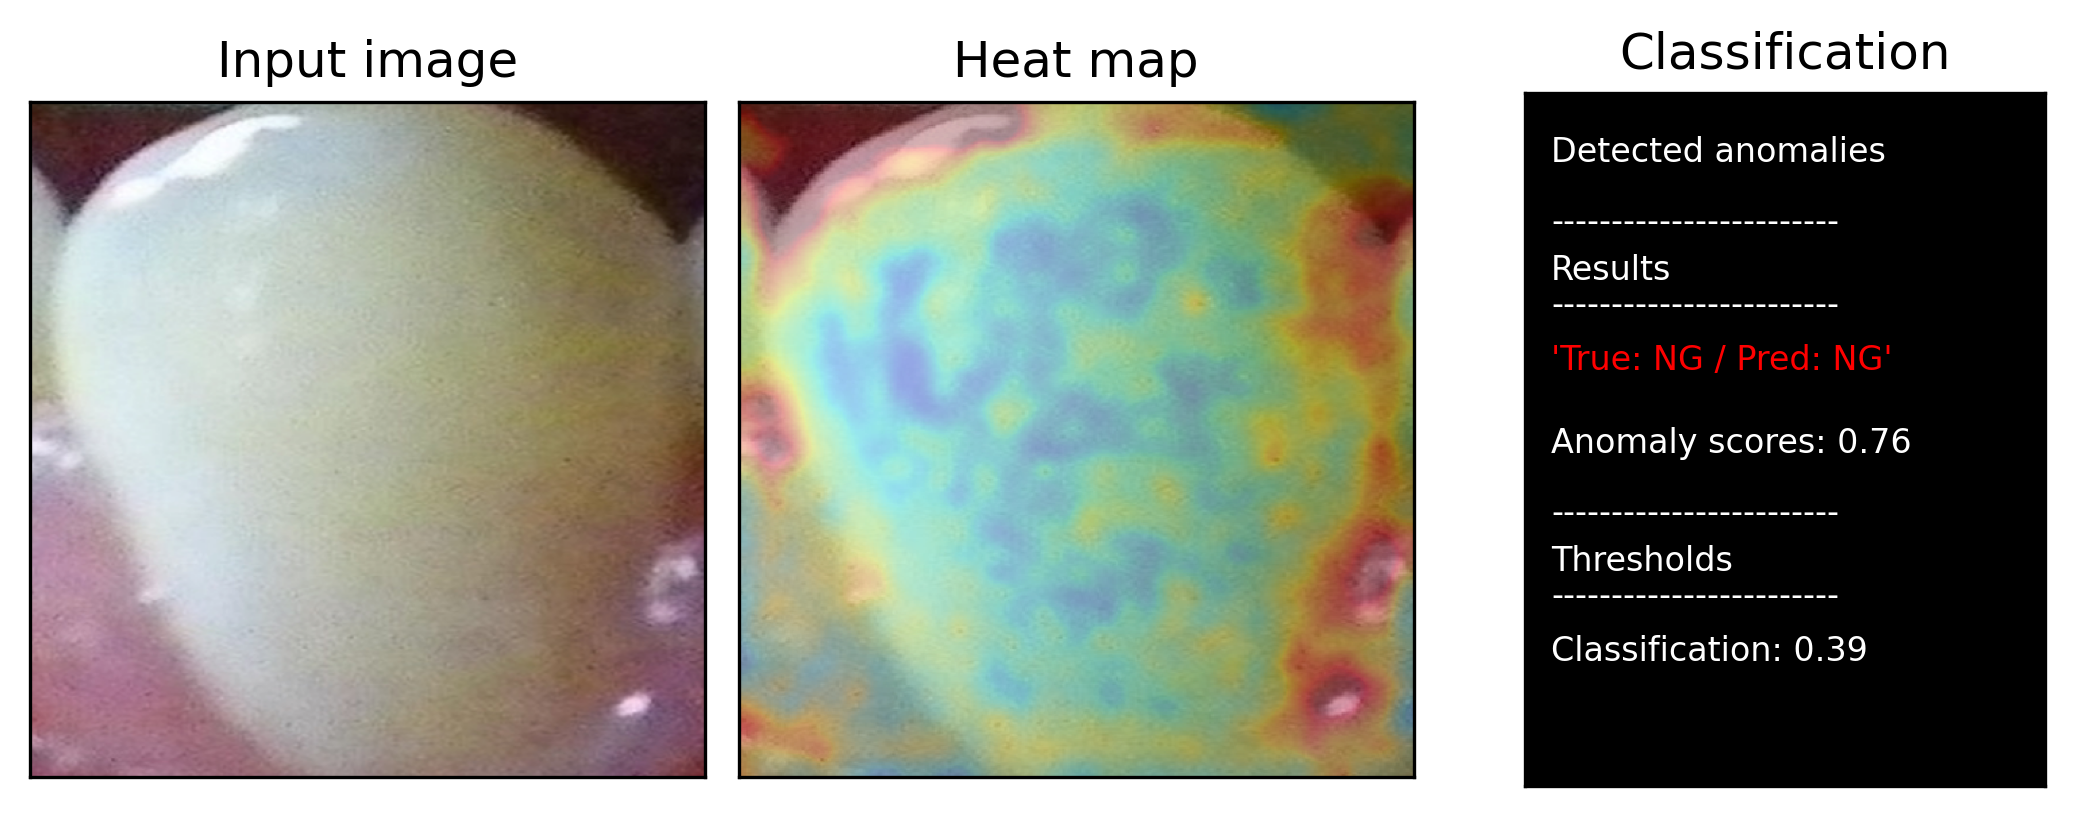 Input image
Heat map
Classification
Detected anomalies
------------------------
Results
------------------------
'True: NG / Pred: NG'
Anomaly scores: 0.76
------------------------
Thresholds
------------------------
Classification: 0.39